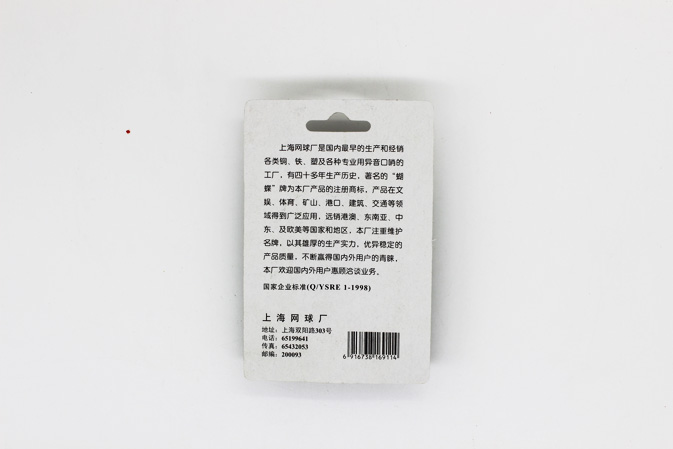 上海网球厂是国内最早的生产和经销
各类铜、铁、塑及各种专业用异音口哨的
工厂，有四十多年生产历史，著名的“蝴
蝶”牌为本厂产品的注册商标，产品在文
娱、体育、矿山、港口、建筑、交通等领
域得到广泛应用，远销港澳、东南亚、中
东、及欧美等国家和地区，本厂注重维护
名牌，以其雄厚的生产实力，优异稳定的
产品质量，不断赢得国内外用户的青睐，
本厂欢迎国内外用户惠顾洽谈业务。
国家企业标准(Q/YSRE 1-1998)
上海网球厂
地址：上海双阳路303号
电话：65199641
传真：65432053
邮编：200093
6 916738 169114